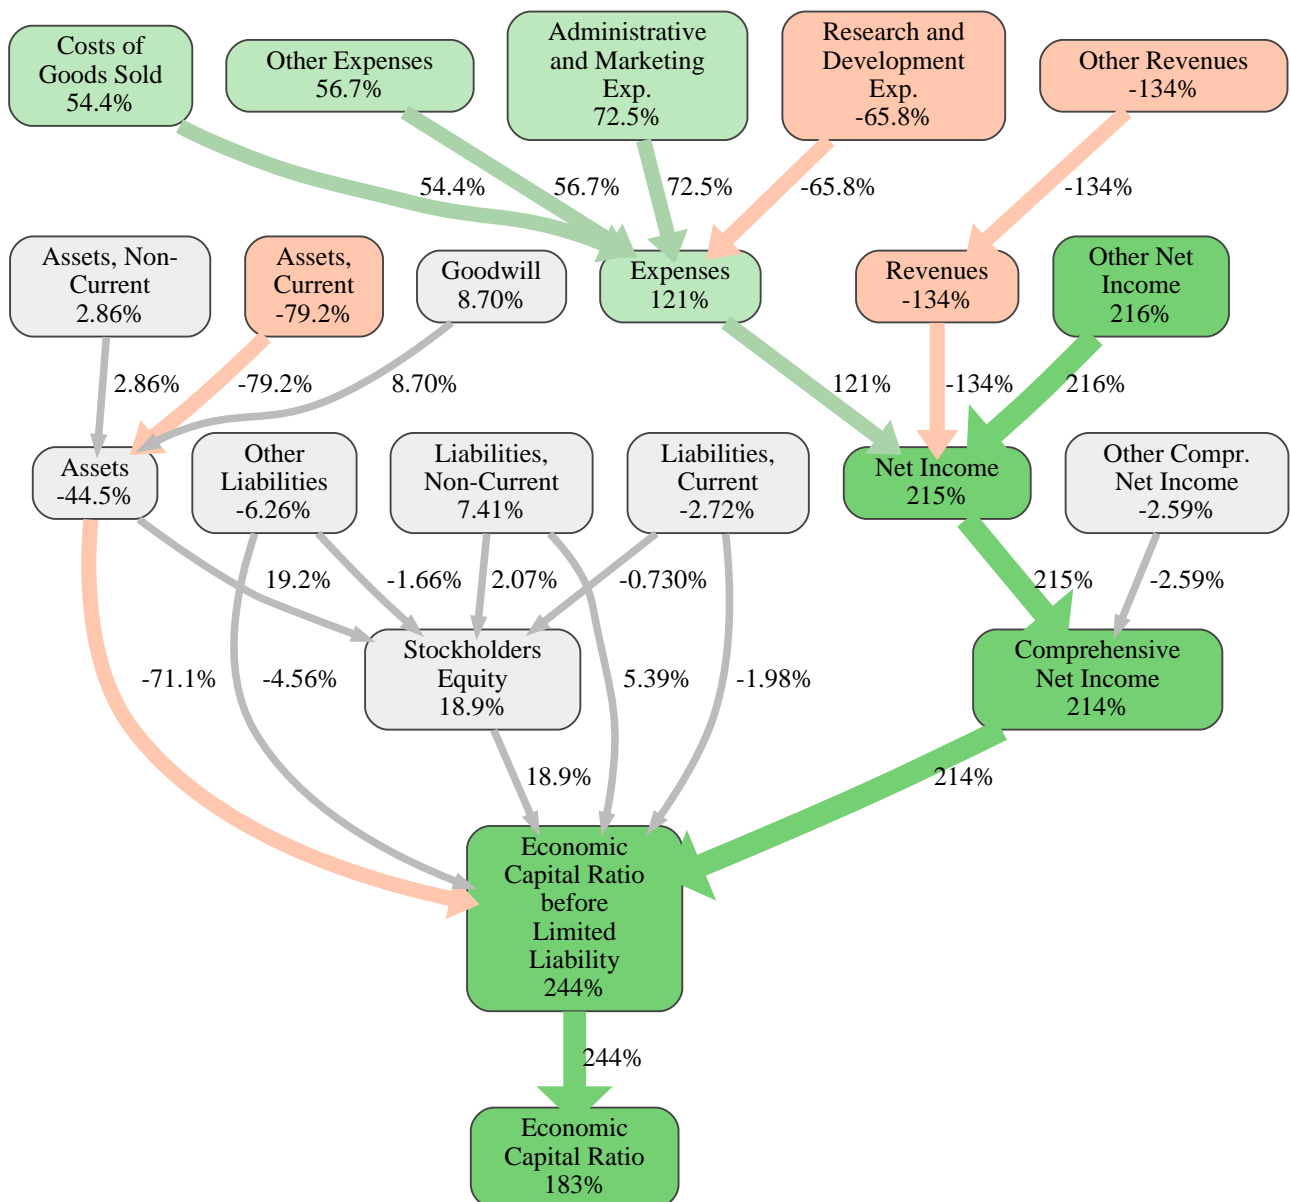 Costs of
Goods Sold
54.4%
Other Expenses
56.7%
Administrative
and Marketing
Exp.
72.5%
Research and
Development
Exp.
-65.8%
Other Revenues
-134%
54.4%
56.7%
72.5%
-65.8%
-134%
Assets, Non-
Current
2.86%
Assets,
Current
-79.2%
Goodwill
8.70%
Expenses
121%
Revenues
-134%
Other Net
Income
216%
2.86%
-79.2%
8.70%
121%
-134%
216%
Assets
-44.5%
Other
Liabilities
-6.26%
Liabilities,
Non-Current
7.41%
Liabilities,
Current
-2.72%
Net Income
215%
Other Compr.
Net Income
-2.59%
19.2%
-1.66%
2.07%
-0.730%
215%
-2.59%
Stockholders
Equity
18.9%
Comprehensive
Net Income
214%
-71.1%
-4.56%
5.39%
-1.98%
18.9%
214%
Economic
Capital Ratio
before
Limited
Liability
244%
244%
Economic
Capital Ratio
183%